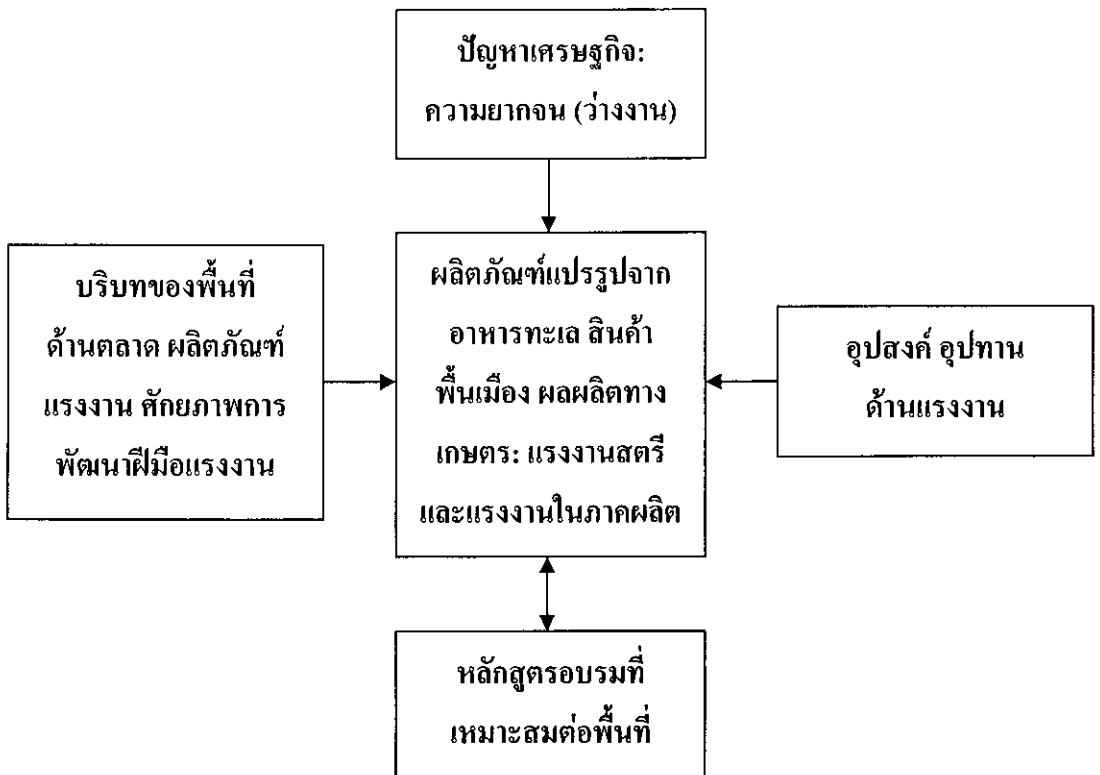 ปัญหาเศรษฐกิจ:
ความยากจน (ว่างงาน)
บริบทของพื้นที่
ด้านตลาด ผลิตภัณฑ์
แรงงาน ศักยภาพการ
พัฒนาฝีมือแรงงาน
ผลิตภัณฑ์แปรรูปจาก
อาหารทะเล สินค้า
พื้นเมือง ผลผลิตทาง
เกษตร: แรงงานสตรี
และแรงงานในภาคผลิต
อุปสงค์ อุปทาน
ด้านแรงงาน
หลักสูตรอบรมที่
เหมาะสมต่อพื้นที่